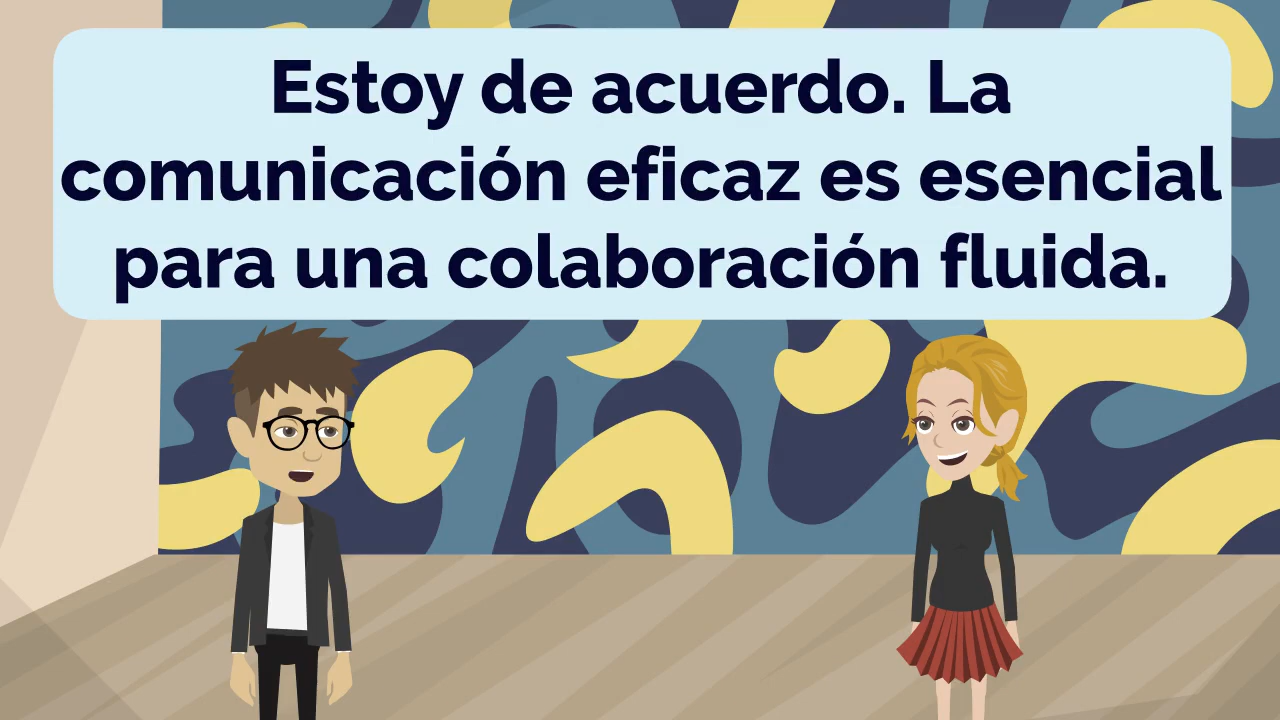 Estoy de acuerdo. La
comunicación eficaz es esencial
para una colaboración fluida.